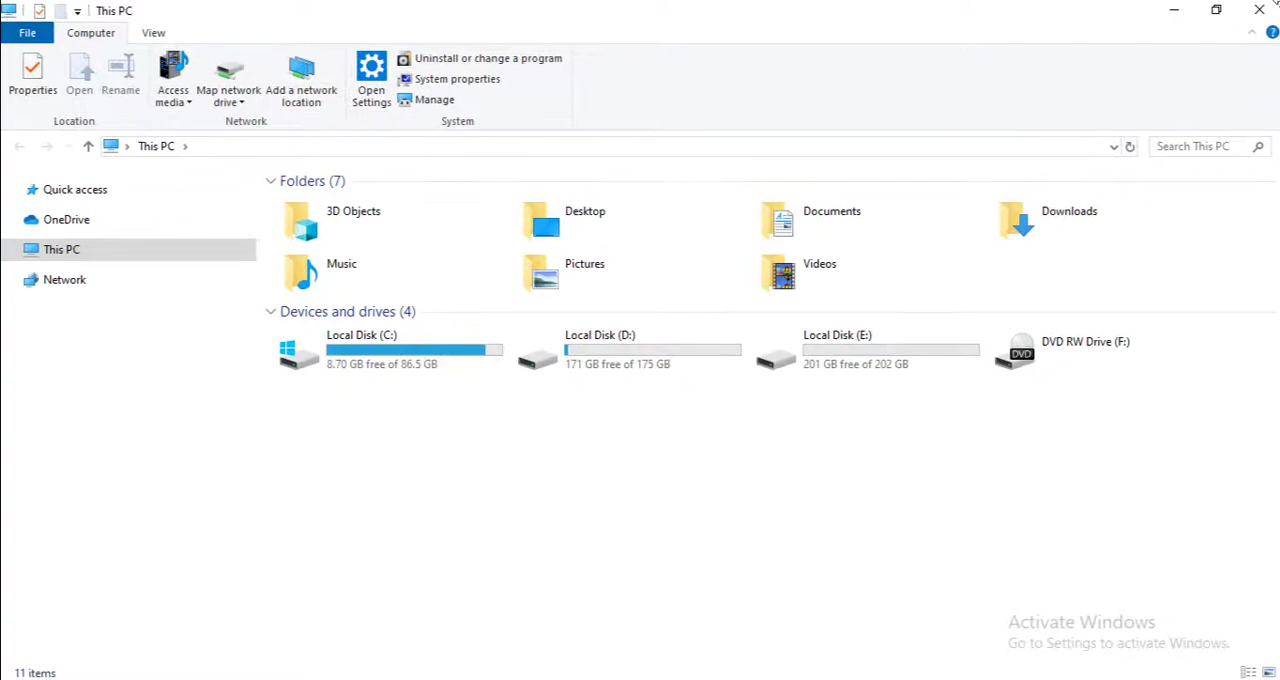 This PC
File Computer View
Properties Open Rename Access media Map network drive Add a network location Open Settings Uninstall or change a program
System properties
Manage
Location Network System
This PC Search This PC
Quick access
OneDrive
This PC
Network
Folders (7)
3D Objects Desktop Documents Downloads
Music Pictures Videos
Devices and drives (4)
Local Disk (C:) Local Disk (D:) Local Disk (E:) DVD RW Drive (F:)
DVD
8.70 GB free of 86.5 GB 171 GB free of 175 GB 201 GB free of 202 GB
Activate Windows
Go to Settings to activate Windows.
11 items